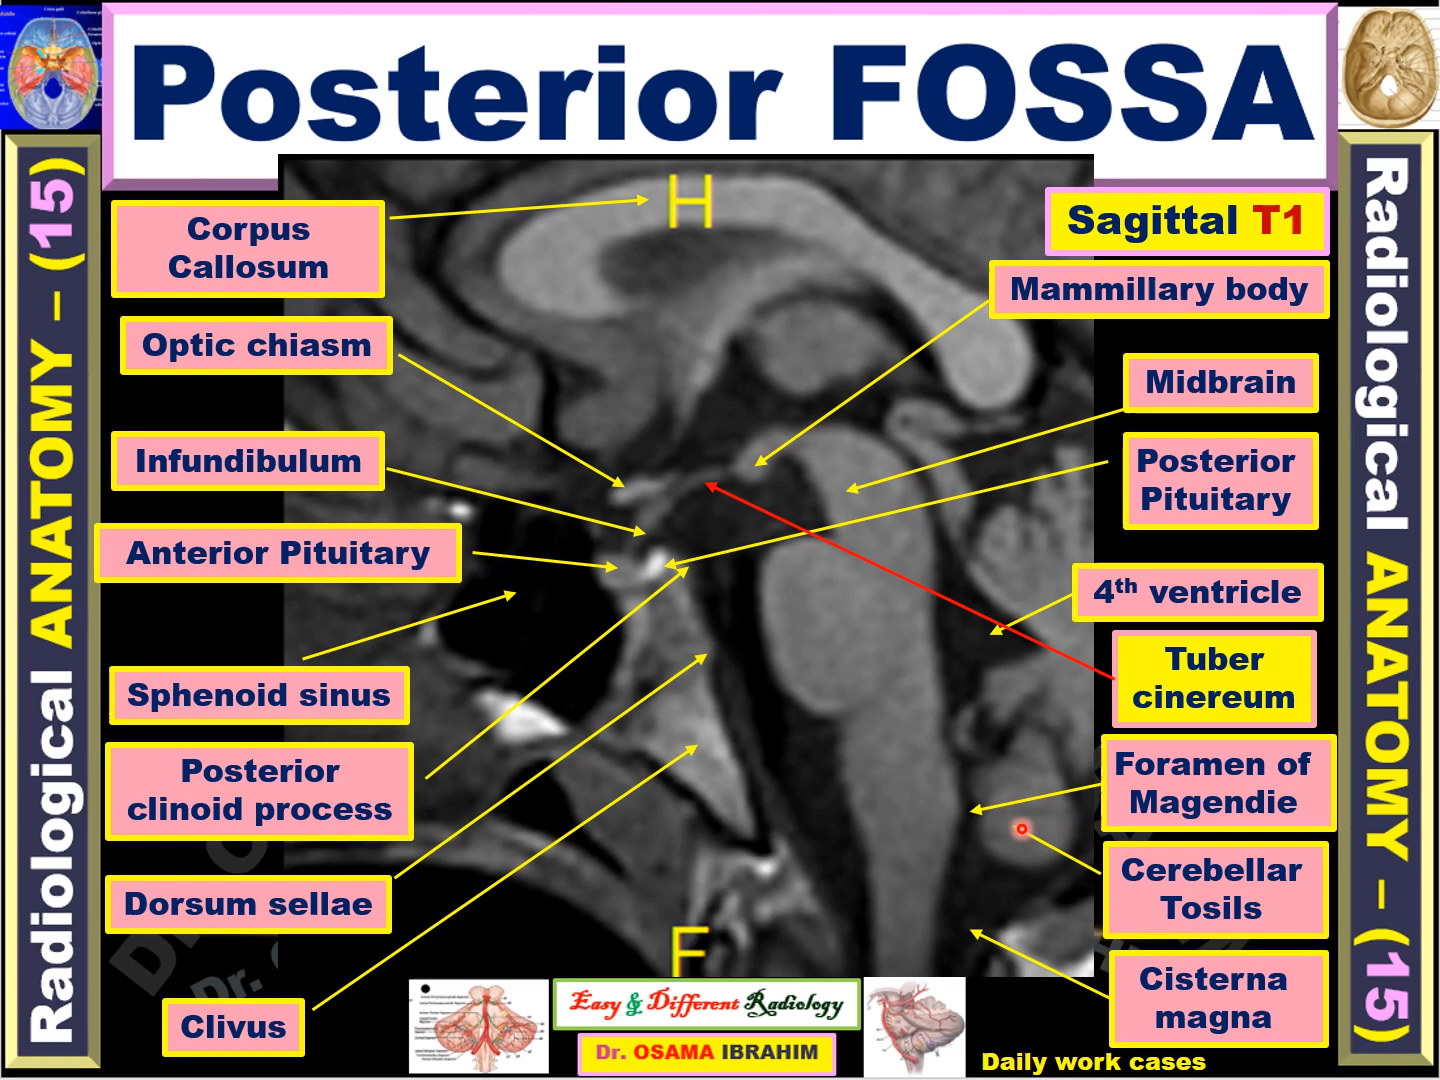 Posterior FOSSA
Radiological ANATOMY – (15)
Radiological ANATOMY – (15)
H
Sagittal T1
Corpus
Callosum
Mammillary body
Optic chiasm
Midbrain
Infundibulum
Posterior
Pituitary
Anterior Pituitary
4th ventricle
Tuber
cinereum
Sphenoid sinus
Posterior
clinoid process
Foramen of
Magendie
Dorsum sellae
Cerebellar
Tosils
Clivus
Cisterna
magna
F
Easy & Different Radiology
Dr. OSAMA IBRAHIM
Daily work cases
Dr.